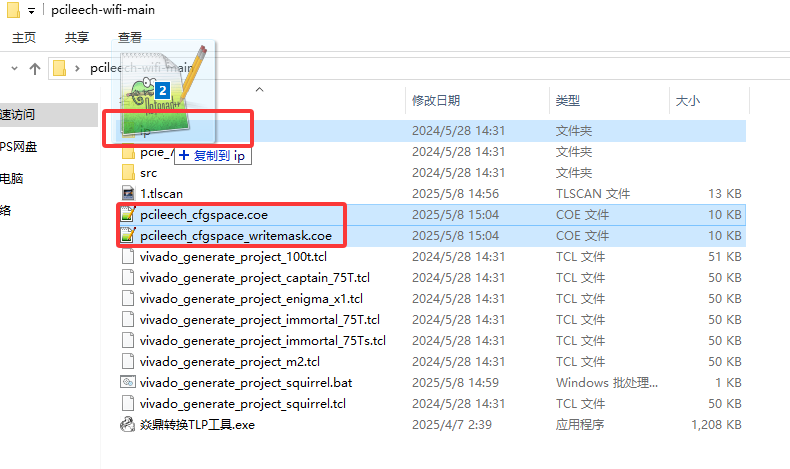 pcileech-wifi-main
主页 共享 查看
pcileech-wifi-main
修改日期 类型 大小
速访问
ip 2024/5/28 14:31 文件夹
2
复制到 ip
PS网盘
2024/5/28 14:31 文件夹
电脑
src 2024/5/28 14:31 文件夹
1.tlscan 2025/5/8 14:56 TLSCAN 文件 13 KB
络
pcileech_cfgspace.coe 2025/5/8 15:04 COE 文件 10 KB
pcileech_cfgspace_writemask.coe 2025/5/8 15:04 COE 文件 10 KB
vivado_generate_project_100t.tcl 2024/5/28 14:31 TCL 文件 51 KB
vivado_generate_project_captain_75T.tcl 2024/5/28 14:31 TCL 文件 50 KB
vivado_generate_project_enigma_x1.tcl 2024/5/28 14:31 TCL 文件 50 KB
vivado_generate_project_immortal_75T.tcl 2024/5/28 14:31 TCL 文件 50 KB
vivado_generate_project_immortal_75Ts.tcl 2024/5/28 14:31 TCL 文件 50 KB
vivado_generate_project_m2.tcl 2024/5/28 14:31 TCL 文件 50 KB
vivado_generate_project_squirrel.bat 2025/5/8 14:59 Windows 批处理... 1 KB
vivado_generate_project_squirrel.tcl 2024/5/28 14:31 TCL 文件 50 KB
焱鼎转换TLP工具.exe 2025/4/7 2:39 应用程序 1,208 KB